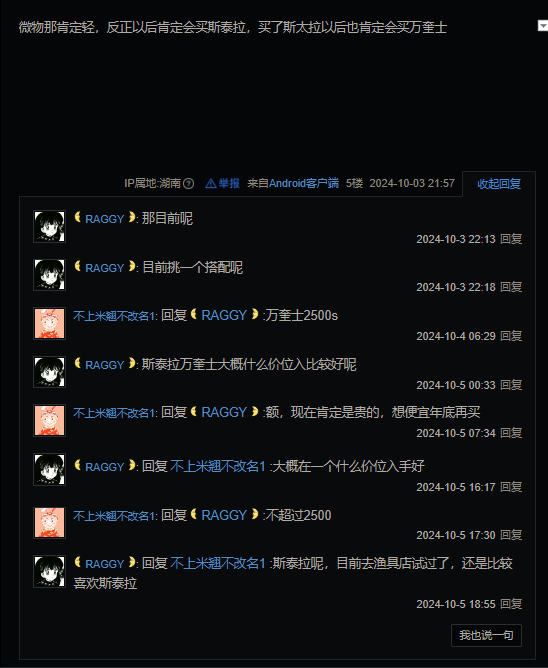 微物那肯定轻，反正以后肯定会买斯泰拉，买了斯太拉以后也肯定会买万奎士
IP属地:湖南 举报 来自Android客户端 5楼 2024-10-03 21:57 收起回复
RAGGY : 那目前呢
2024-10-3 22:13 回复
RAGGY : 目前挑一个搭配呢
2024-10-3 22:18 回复
不上米翘不改名1: 回复 RAGGY :万奎士2500s
2024-10-4 06:29 回复
RAGGY : 斯泰拉万奎士大概什么价位入比较好呢
2024-10-5 00:33 回复
不上米翘不改名1: 回复 RAGGY :额，现在肯定是贵的，想便宜年底再买
2024-10-5 07:34 回复
RAGGY : 回复 不上米翘不改名1 :大概在一个什么价位入手好
2024-10-5 16:17 回复
不上米翘不改名1: 回复 RAGGY :不超过2500
2024-10-5 17:30 回复
RAGGY : 回复 不上米翘不改名1 :斯泰拉呢，目前去渔具店试过了，还是比较
喜欢斯泰拉
2024-10-5 18:55 回复
我也说一句